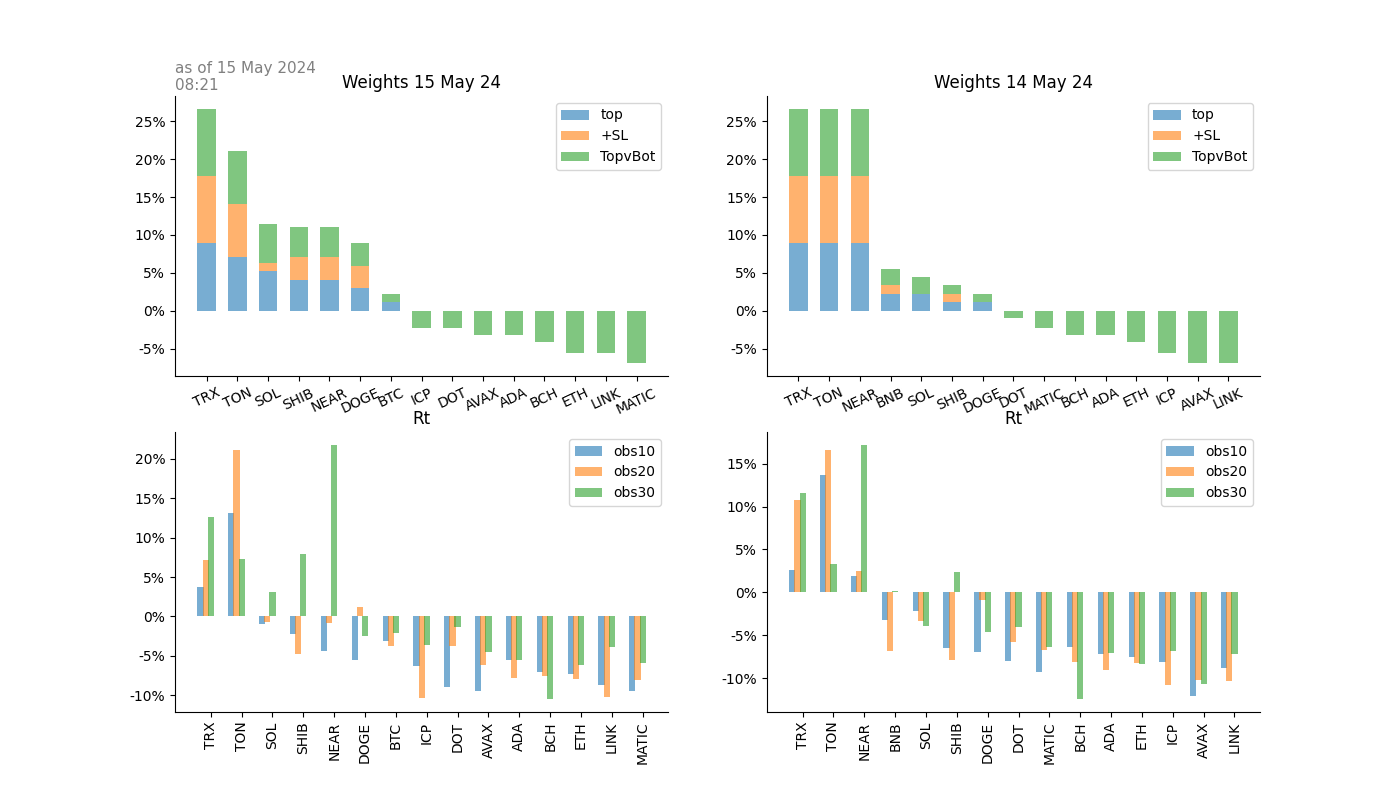 as of 15 May 2024
08:21
Weights 15 May 24
25%
20%
15%
10%
5%
0%
-5%
top
+SL
TopvBot
TRX TON SOL SHIB NEAR DOGE BTC ICP DOT AVAX ADA BCH ETH LINK MATIC
Weights 14 May 24
25%
20%
15%
10%
5%
0%
-5%
top
+SL
TopvBot
TRX TON NEAR BNB SOL SHIB DOGE DOT MATIC BCH ADA ETH ICP AVAX LINK
Rt
20%
15%
10%
5%
0%
-5%
-10%
obs10
obs20
obs30
TRX TON SOL SHIB NEAR DOGE BTC ICP DOT AVAX ADA BCH ETH LINK MATIC
Rt
15%
10%
5%
0%
-5%
-10%
obs10
obs20
obs30
TRX TON NEAR BNB SOL SHIB DOGE DOT MATIC BCH ADA ETH ICP AVAX LINK